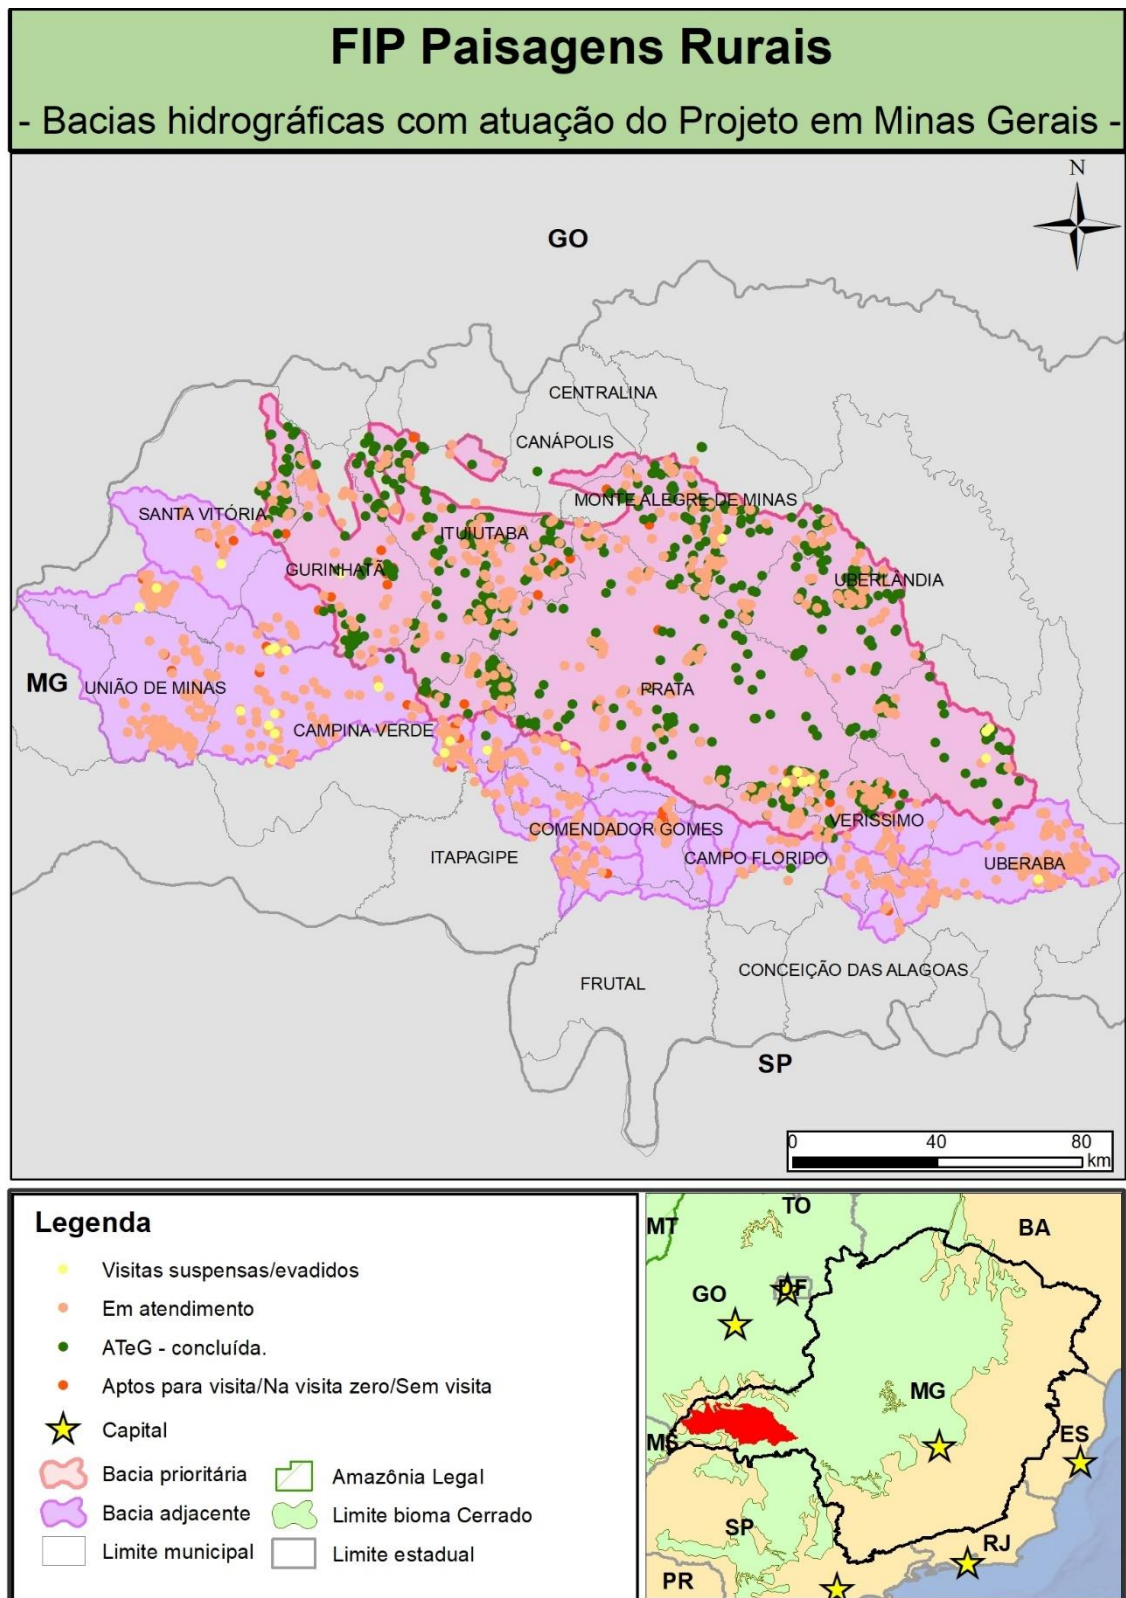 FIP Paisagens Rurais
- Bacias hidrográficas com atuação do Projeto em Minas Gerais -
N
GO
CENTRALINA
CANÁPOLIS
MONTE ALEGRE DE MINAS
SANTA VITÓRIA
ITUIUTABA
GURINHATÃ
UBERLÂNDIA
MG
UNIÃO DE MINAS
PRATA
CAMPINA VERDE
COMENDADOR GOMES
VERÍSSIMO
ITAPAGIPE
CAMPO FLORIDO
UBERABA
CONCEIÇÃO DAS ALAGOAS
FRUTAL
SP
0 40 80
km
Legenda
Visitas suspensas/evadidos
Em atendimento
ATeG - concluída.
Aptos para visita/Na visita zero/Sem visita
Capital
Bacia prioritária
Amazônia Legal
Bacia adjacente
Limite bioma Cerrado
Limite municipal
Limite estadual
TO
MT
BA
DF
GO
MG
MS
ES
SP
RJ
PR